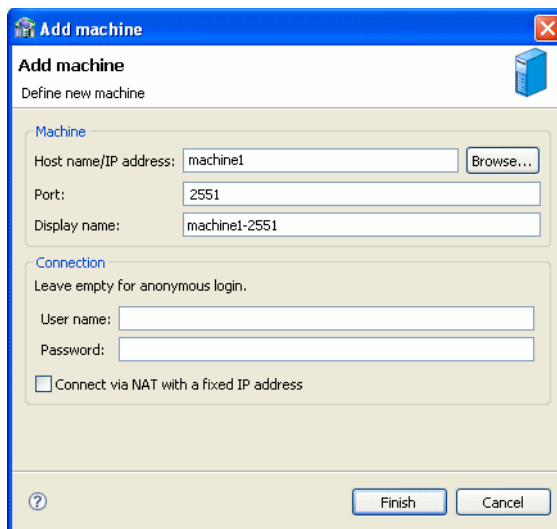 Add machine
Add machine
Define new machine
Machine
Host name/IP address: machine1 Browse...
Port: 2551
Display name: machine1-2551
Connection
Leave empty for anonymous login.
User name:
Password:
Connect via NAT with a fixed IP address
? Finish Cancel